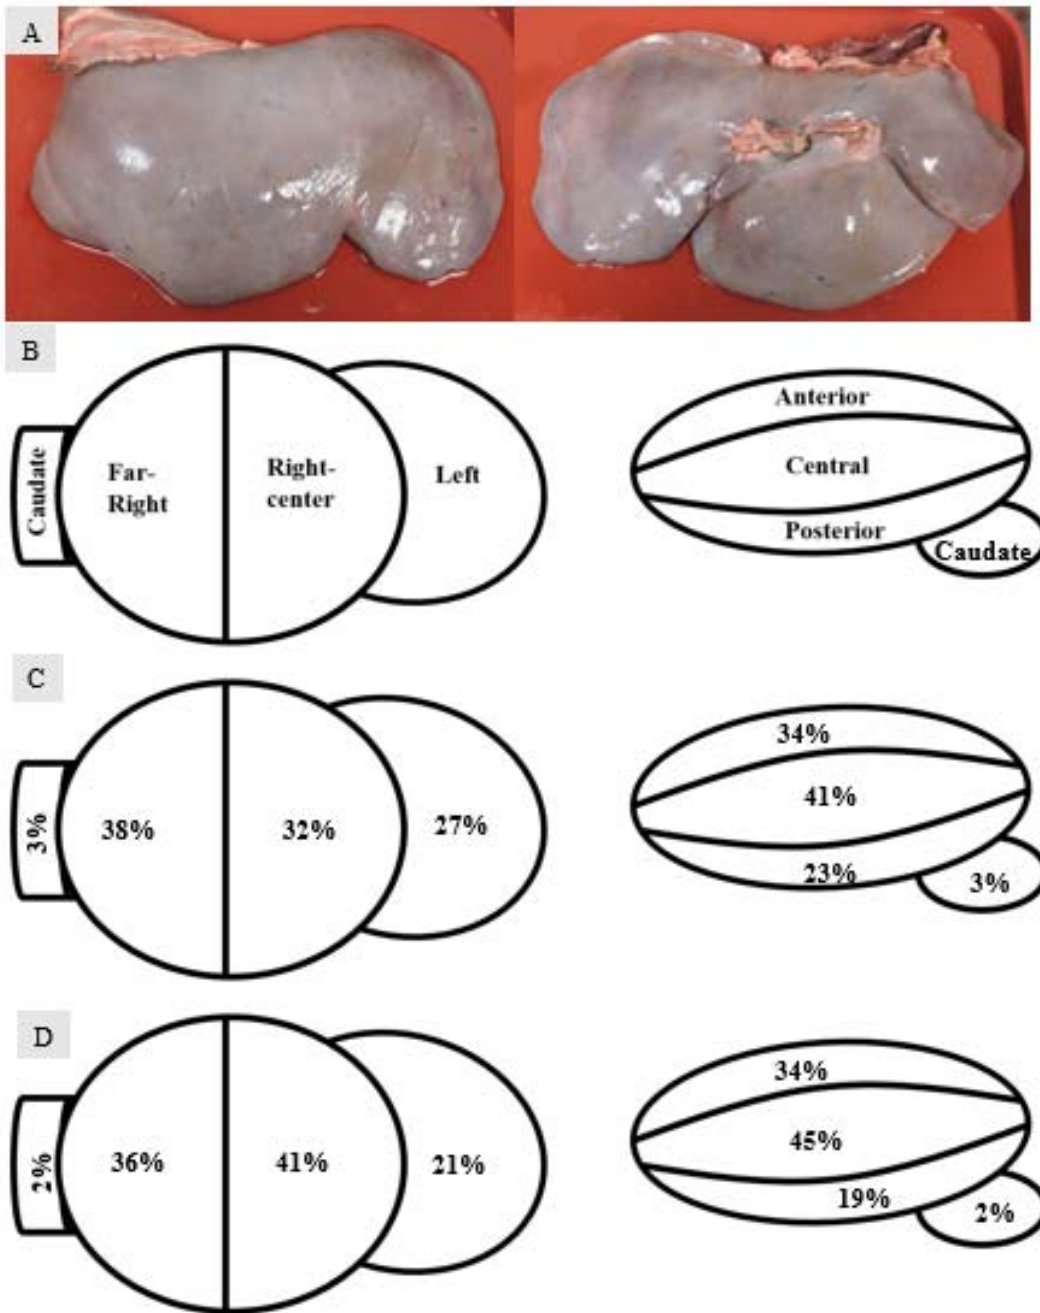 A
B
Caudate
Far-
Right
Right-
center
Left
Anterior
Central
Posterior
Caudate
C
3%
38%
32%
27%
34%
41%
23%
3%
D
2%
36%
41%
21%
34%
45%
19%
2%